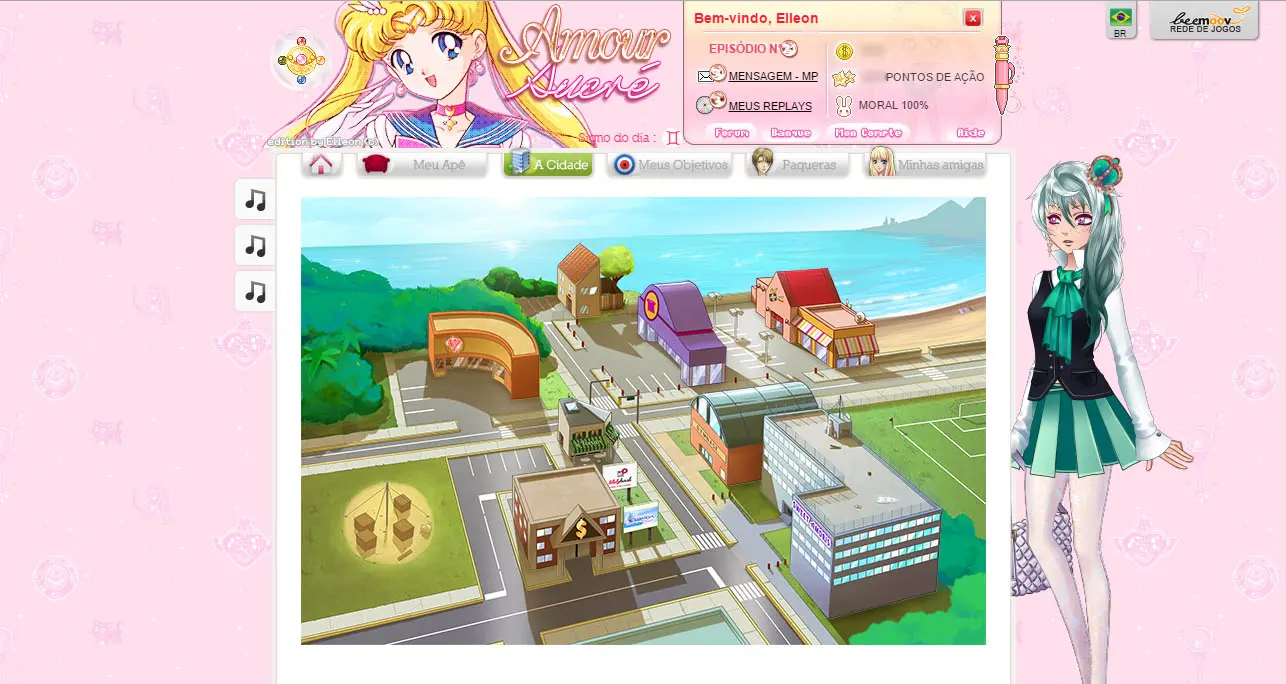 Amour
Sucré
edition by Elleon (c)
Signo do dia :
Bem-vindo, Elleon
EPISÓDIO Nº
MENSAGEM - MP
MEUS REPLAYS
PONTOS DE AÇÃO
MORAL 100%
Forum
Banque
Mon Compte
Aide
BR
beemoov
REDE DE JOGOS
Meu Apê
A Cidade
Meus Objetivos
Paqueras
Minhas amigas
$